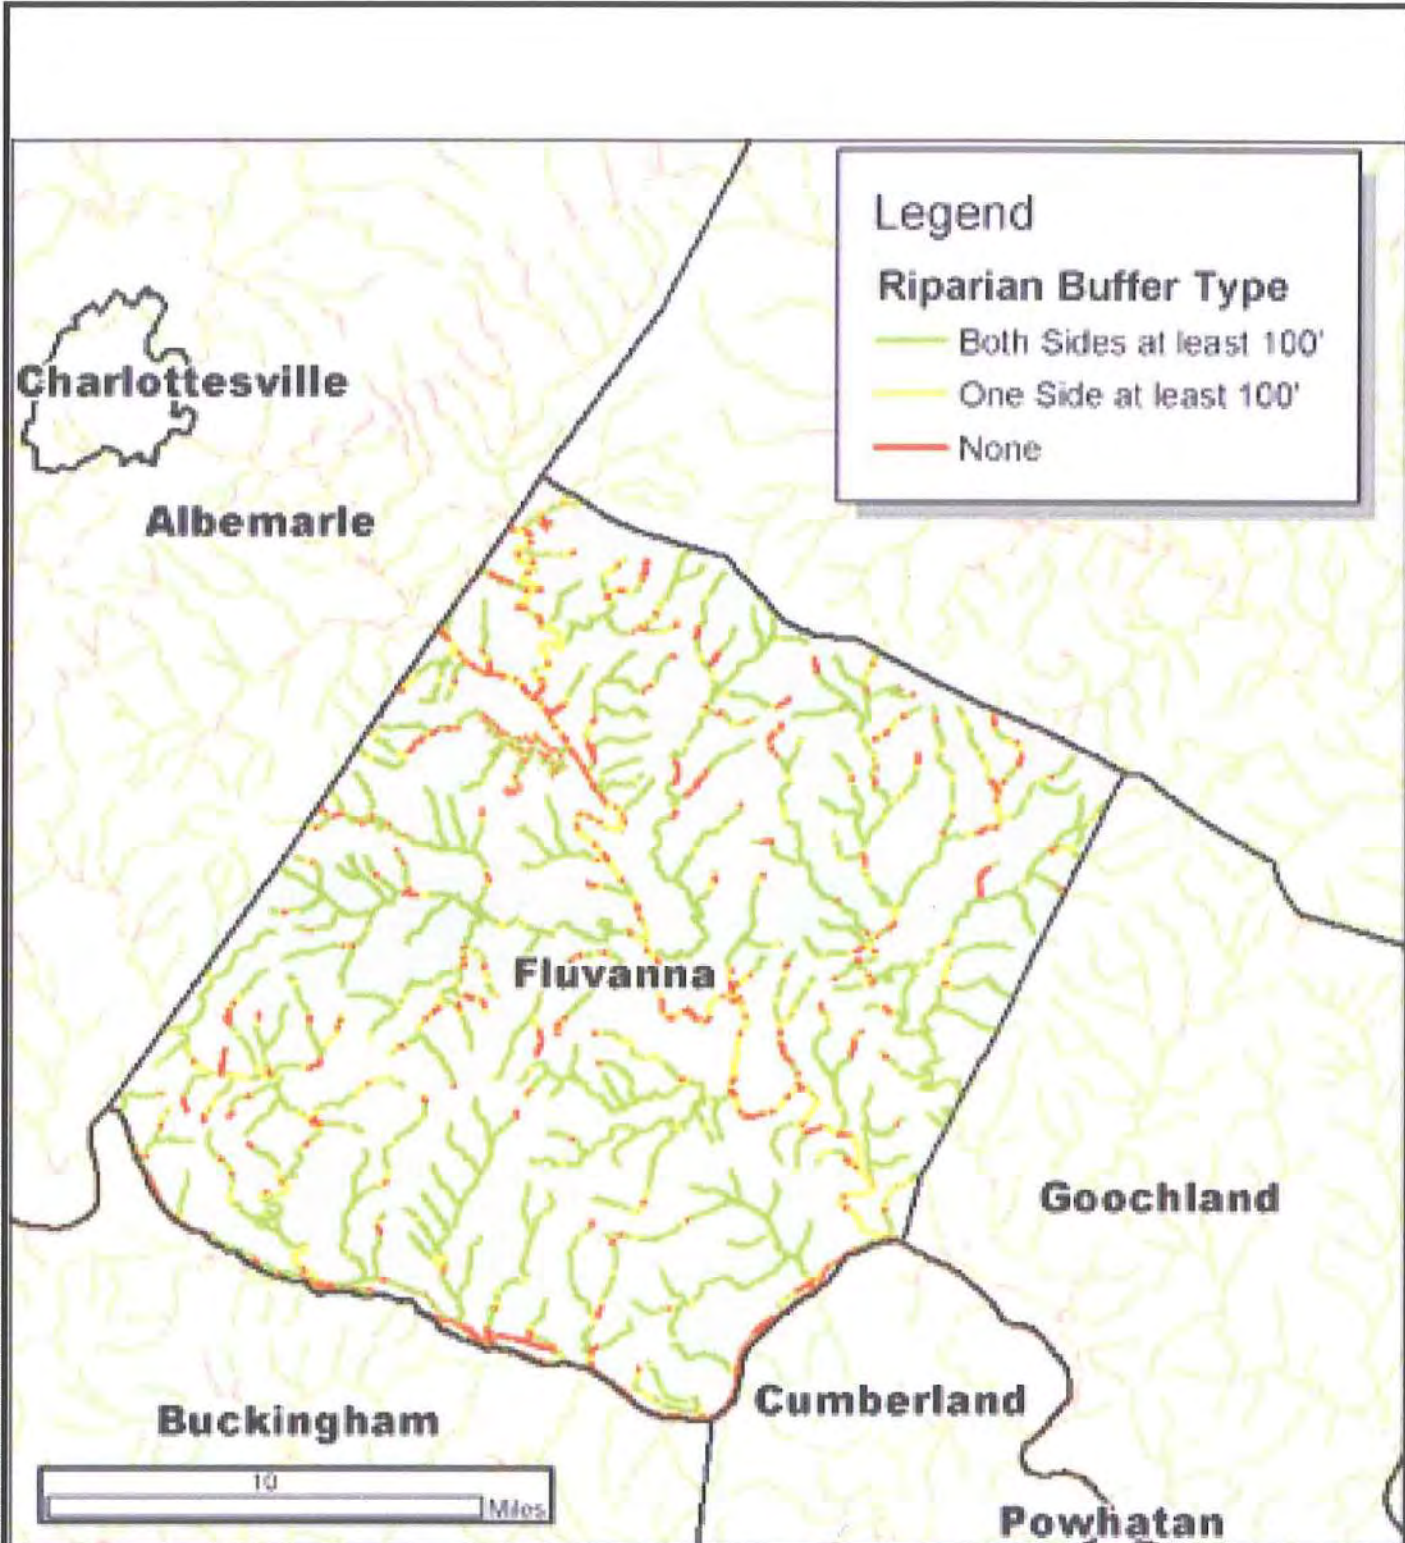 Legend
Riparian Buffer Type
Both Sides at least 100'
One Side at least 100'
None
Charlottesville
Albemarle
Fluvanna
Goochland
Cumberland
Buckingham
10
Miles
Powhatan